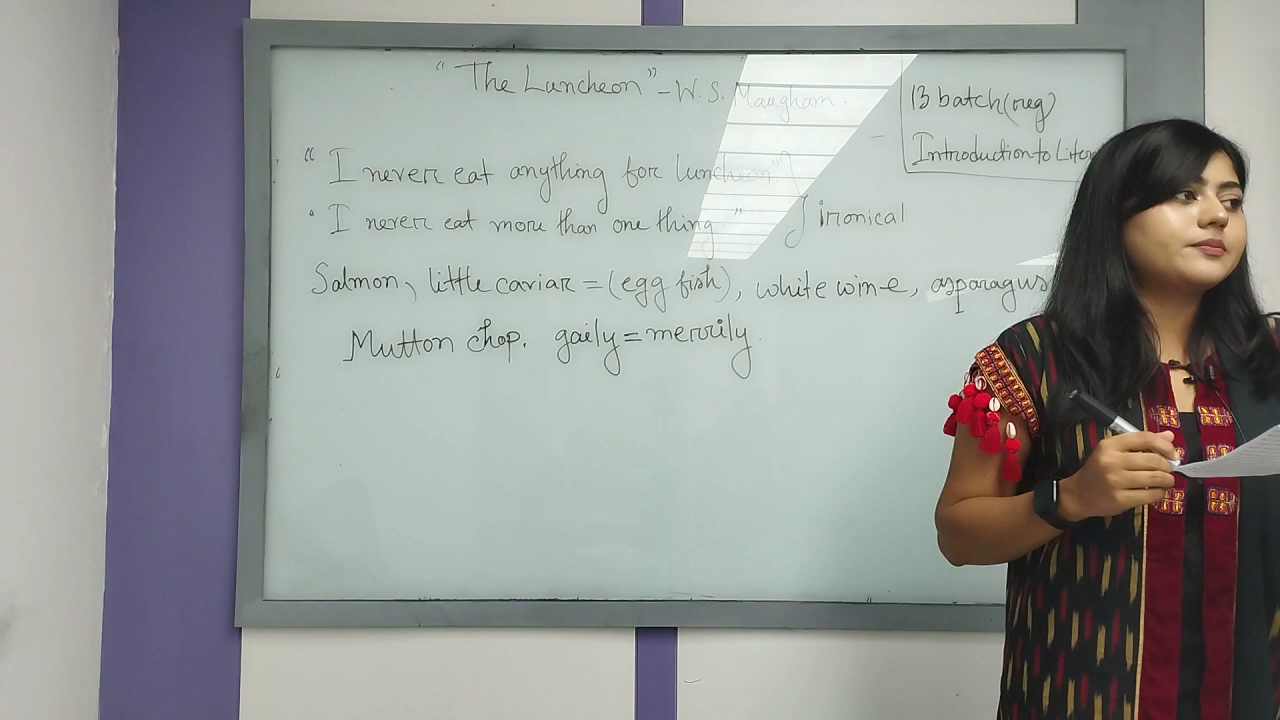 "The Luncheon" - W. S. Maugham.
13 batch (reg)
Introduction to
"I never eat anything for luncheon."
"I never eat more than one thing." } ironical
Salmon, little caviar = (egg fish), white wine, asparagus
Mutton chop. gaily = merrily.